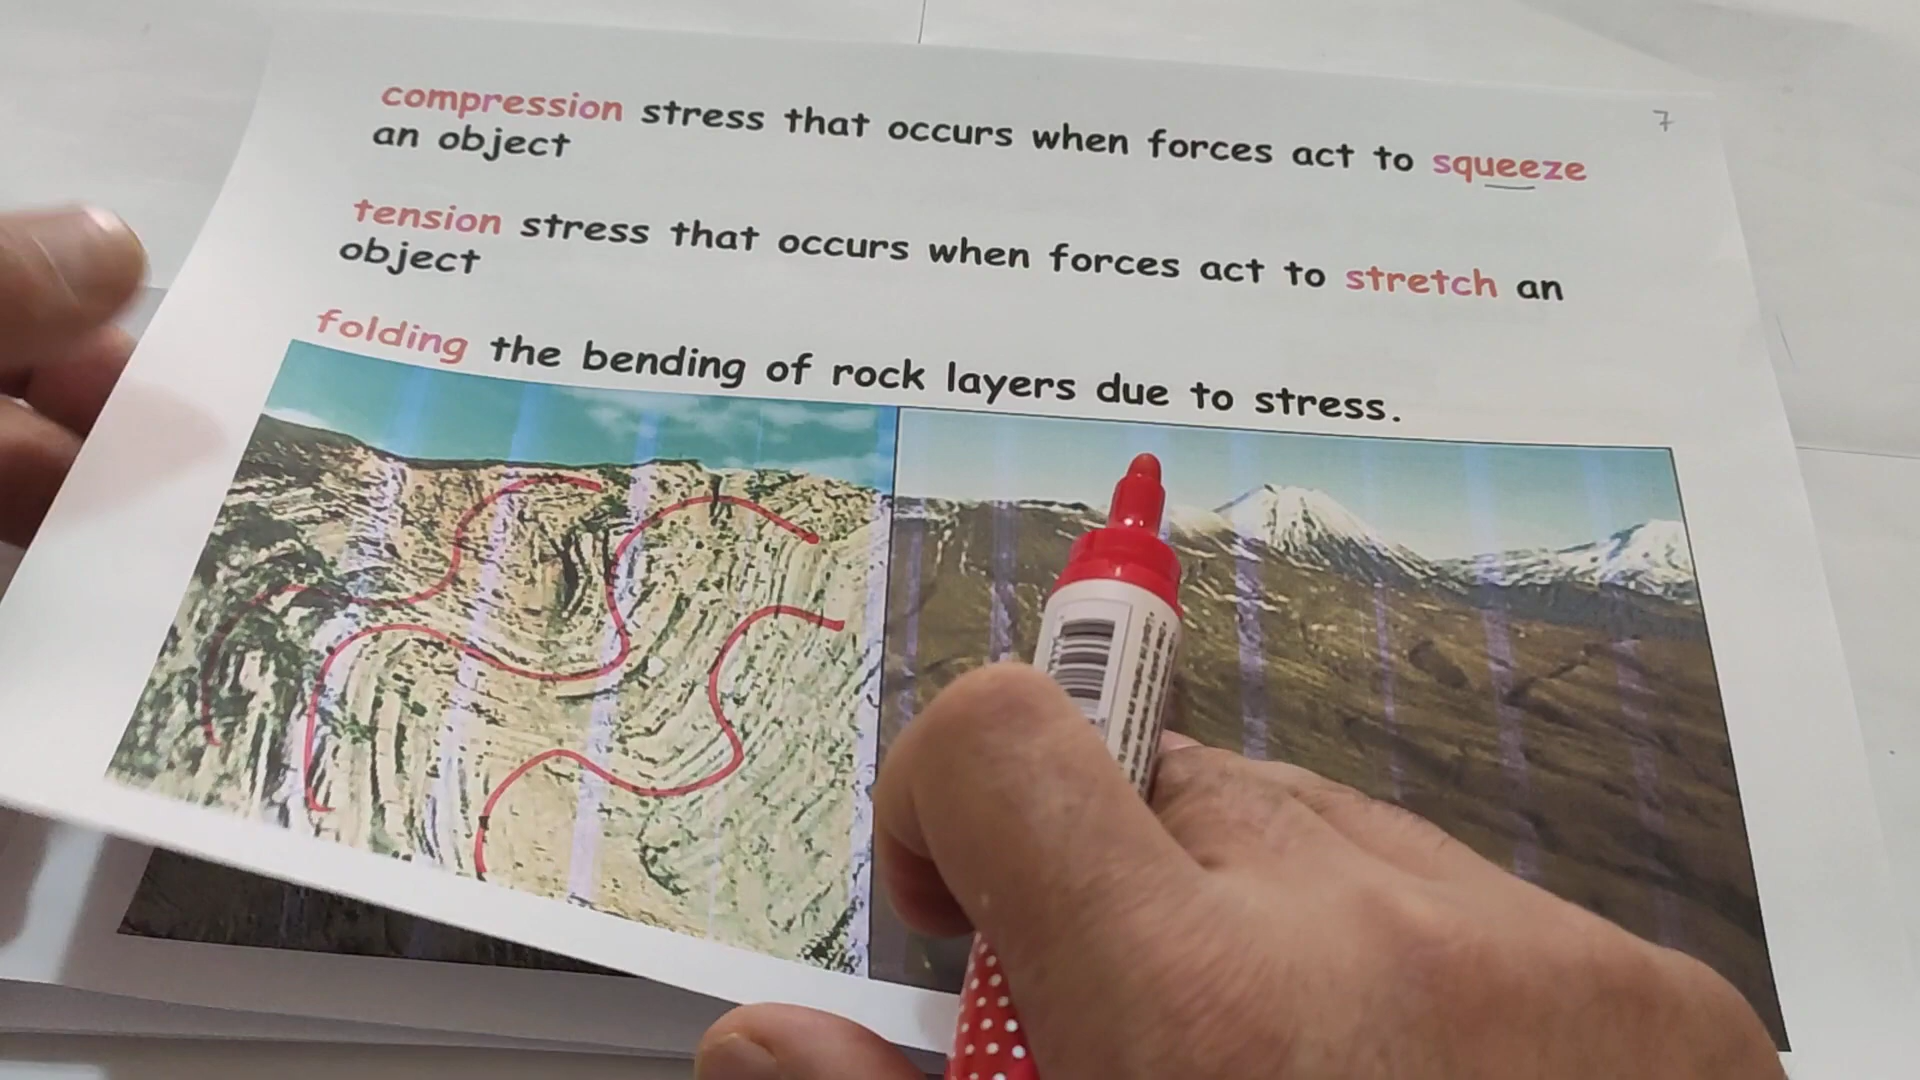 7
compression stress that occurs when forces act to squeeze
an object
tension stress that occurs when forces act to stretch an
object
folding the bending of rock layers due to stress.